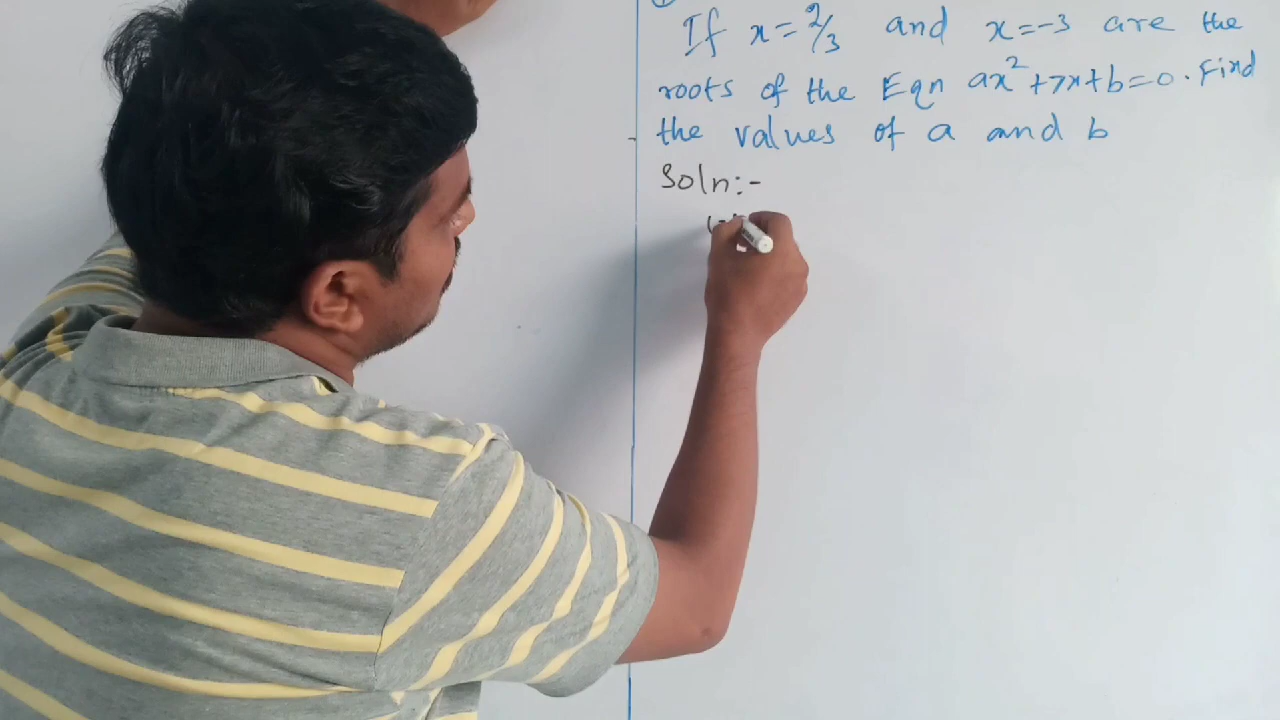 If x = 2/3 and x = -3 are the
roots of the Eqn ax² + 7x + b = 0. Find
the values of a and b
Soln:-